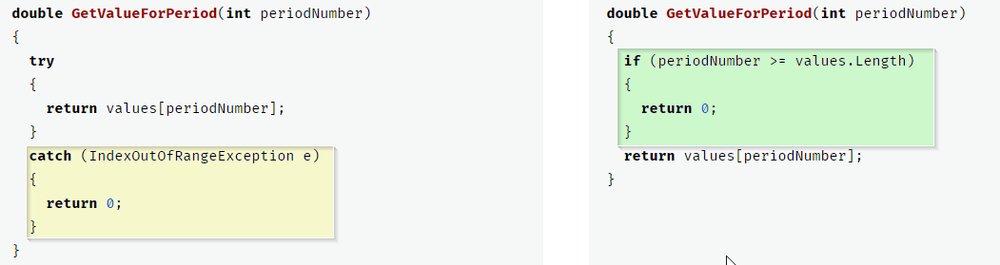 double GetValueForPeriod(int periodNumber)
{
  try
  {
    return values[periodNumber];
  }
  catch (IndexOutOfRangeException e)
  {
    return 0;
  }
}
double GetValueForPeriod(int periodNumber)
{
  if (periodNumber >= values.Length)
  {
    return 0;
  }
  return values[periodNumber];
}